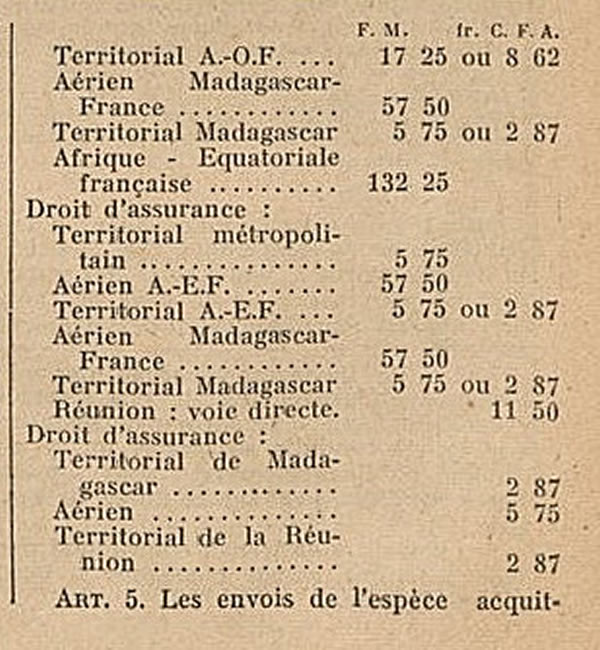 F. M. fr. C. F. A.
Territorial A.-O.F. ... 17 25 ou 8 62
Aérien Madagascar-
France ............ 57 50
Territorial Madagascar 5 75 ou 2 87
Afrique - Equatoriale
française .......... 132 25
Droit d'assurance :
Territorial métropoli-
tain ............... 5 75
Aérien A.-E.F. ....... 57 50
Territorial A.-E.F. ... 5 75 ou 2 87
Aérien Madagascar-
France ............ 57 50
Territorial Madagascar 5 75 ou 2 87
Réunion : voie directe. 11 50
Droit d'assurance :
Territorial de Mada-
gascar ............. 2 87
Aérien .............. 5 75
Territorial de la Réu-
nion .............. 2 87
ART. 5. Les envois de l'espèce acquit-